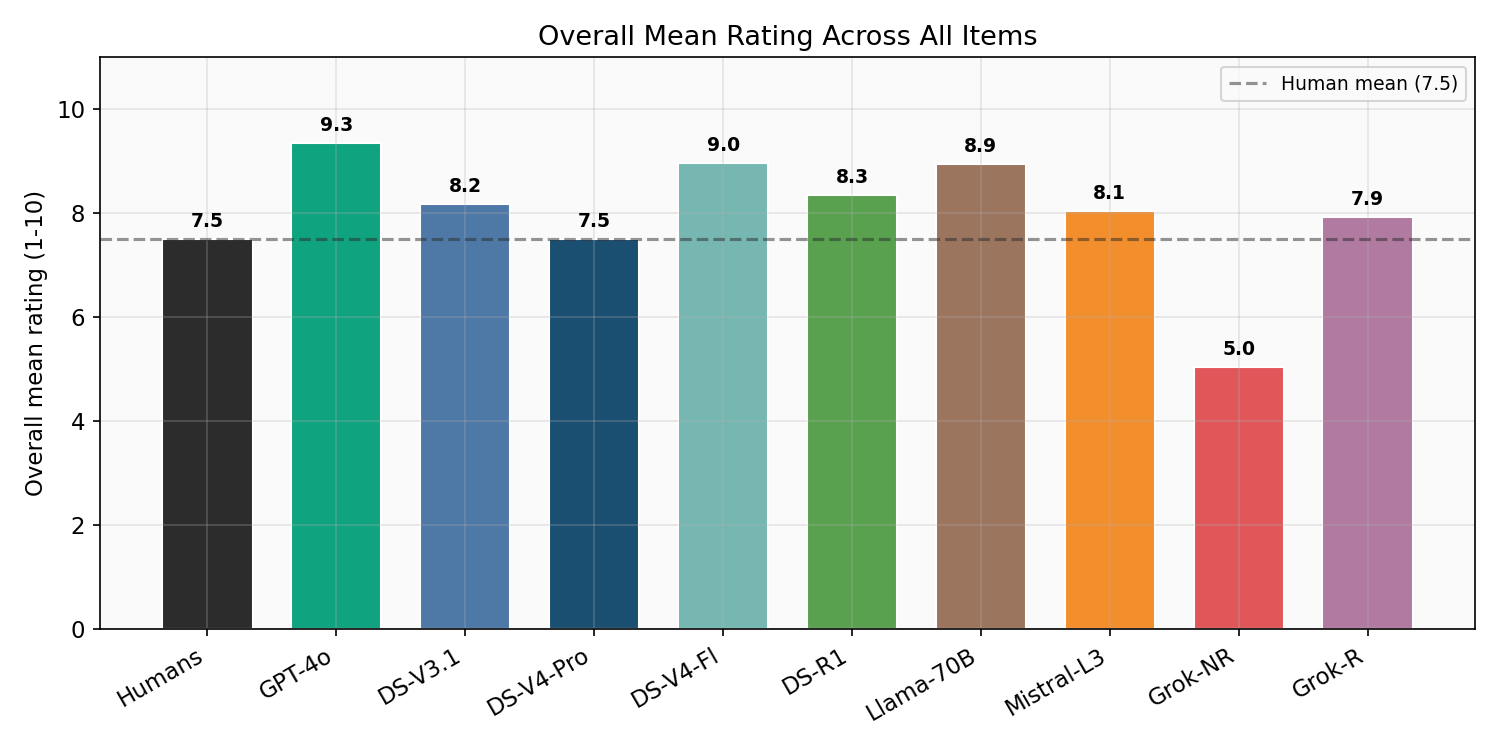 Overall Mean Rating Across All Items
Human mean (7.5)
Overall mean rating (1-10)
10
8
6
4
2
0
7.5
9.3
8.2
7.5
9.0
8.3
8.9
8.1
5.0
7.9
Humans
GPT-4o
DS-V3.1
DS-V4-Pro
DS-V4-Fl
DS-R1
Llama-70B
Mistral-L3
Grok-NR
Grok-R